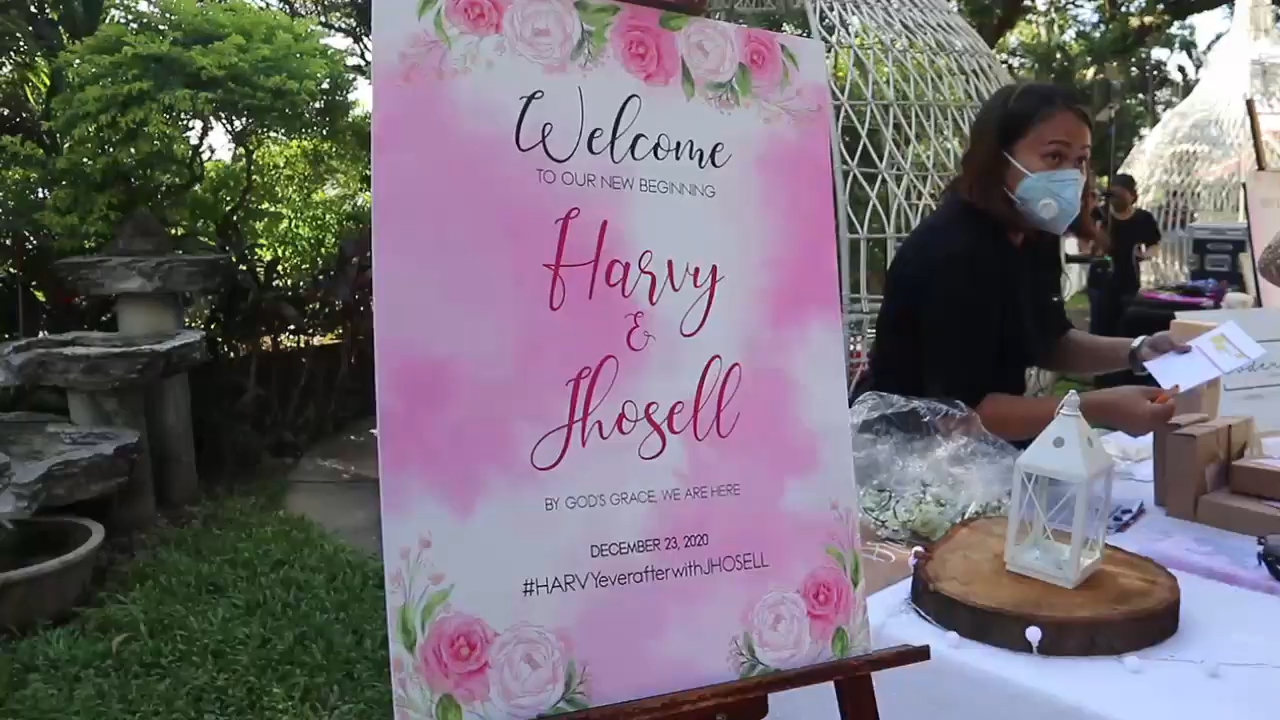 Welcome
TO OUR NEW BEGINNING
Harvy
&
Jhosell
BY GOD'S GRACE, WE ARE HERE
DECEMBER 23, 2020
#HARVYeverafterwithJHOSELL